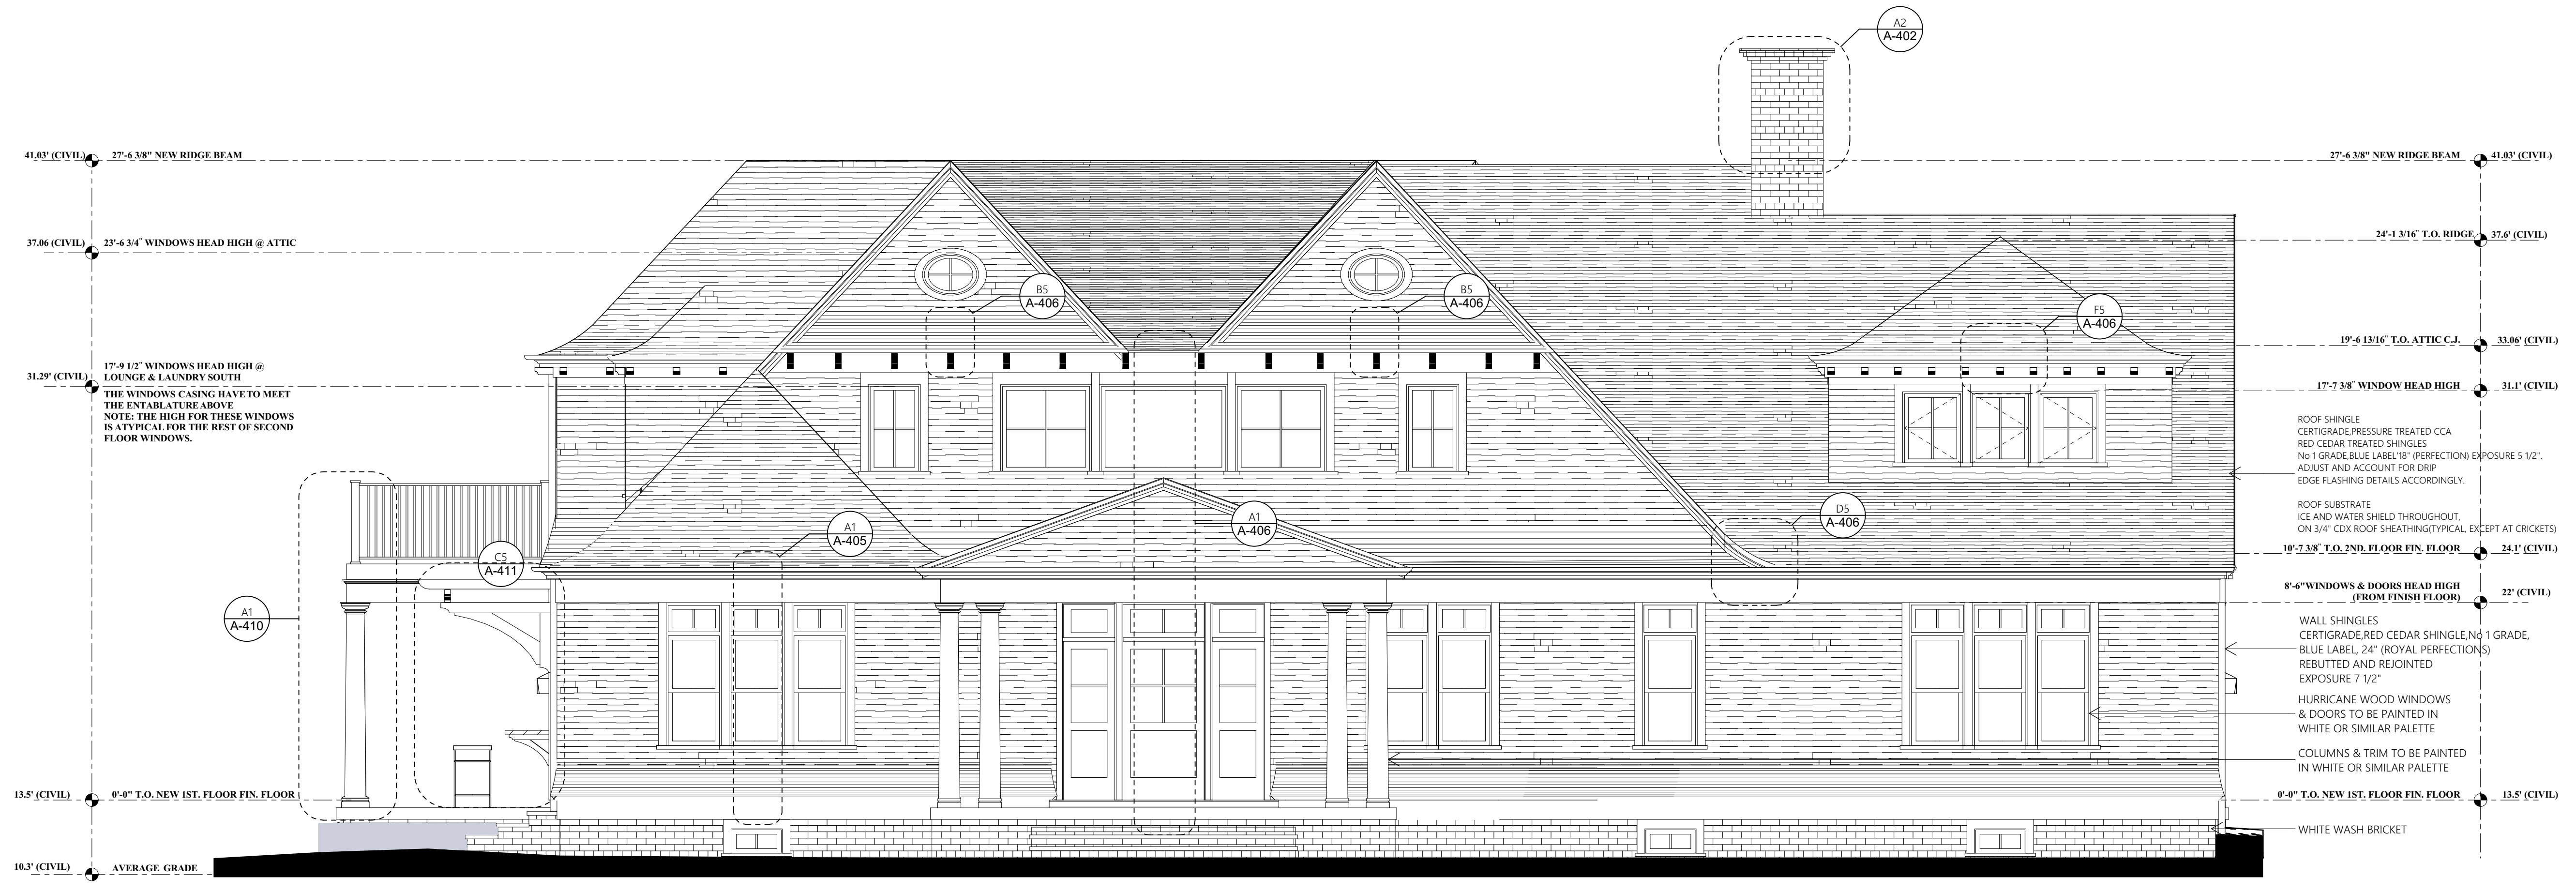 A2
A-402
41.03' (CIVIL)
27'-6 3/8" NEW RIDGE BEAM
27'-6 3/8" NEW RIDGE BEAM
41.03' (CIVIL)
37.06 (CIVIL)
23'-6 3/4" WINDOWS HEAD HIGH @ ATTIC
24'-1 3/16" T.O. RIDGE
37.6' (CIVIL)
B5
A-406
B5
A-406
F5
A-406
19'-6 13/16" T.O. ATTIC C.J.
33.06' (CIVIL)
31.29' (CIVIL)
17'-9 1/2" WINDOWS HEAD HIGH @
LOUNGE & LAUNDRY SOUTH
THE WINDOWS CASING HAVE TO MEET
THE ENTABLATURE ABOVE
NOTE: THE HIGH FOR THESE WINDOWS
IS ATYPICAL FOR THE REST OF SECOND
FLOOR WINDOWS.
17'-7 3/8" WINDOW HEAD HIGH
31.1' (CIVIL)
ROOF SHINGLE
CERTIGRADE,PRESSURE TREATED CCA
RED CEDAR TREATED SHINGLES
No 1 GRADE,BLUE LABEL'18" (PERFECTION) EXPOSURE 5 1/2".
ADJUST AND ACCOUNT FOR DRIP
EDGE FLASHING DETAILS ACCORDINGLY.
ROOF SUBSTRATE
ICE AND WATER SHIELD THROUGHOUT,
ON 3/4" CDX ROOF SHEATHING(TYPICAL, EXCEPT AT CRICKETS)
A1
A-405
A1
A-406
D5
A-406
C5
A-411
10'-7 3/8" T.O. 2ND. FLOOR FIN. FLOOR
24.1' (CIVIL)
8'-6"WINDOWS & DOORS HEAD HIGH
(FROM FINISH FLOOR)
22' (CIVIL)
A1
A-410
WALL SHINGLES
CERTIGRADE,RED CEDAR SHINGLE,No 1 GRADE,
BLUE LABEL, 24" (ROYAL PERFECTIONS)
REBUTTED AND REJOINTED
EXPOSURE 7 1/2"
HURRICANE WOOD WINDOWS
& DOORS TO BE PAINTED IN
WHITE OR SIMILAR PALETTE
COLUMNS & TRIM TO BE PAINTED
IN WHITE OR SIMILAR PALETTE
13.5' (CIVIL)
0'-0" T.O. NEW 1ST. FLOOR FIN. FLOOR
0'-0" T.O. NEW 1ST. FLOOR FIN. FLOOR
13.5' (CIVIL)
WHITE WASH BRICKET
10.3' (CIVIL)
AVERAGE GRADE